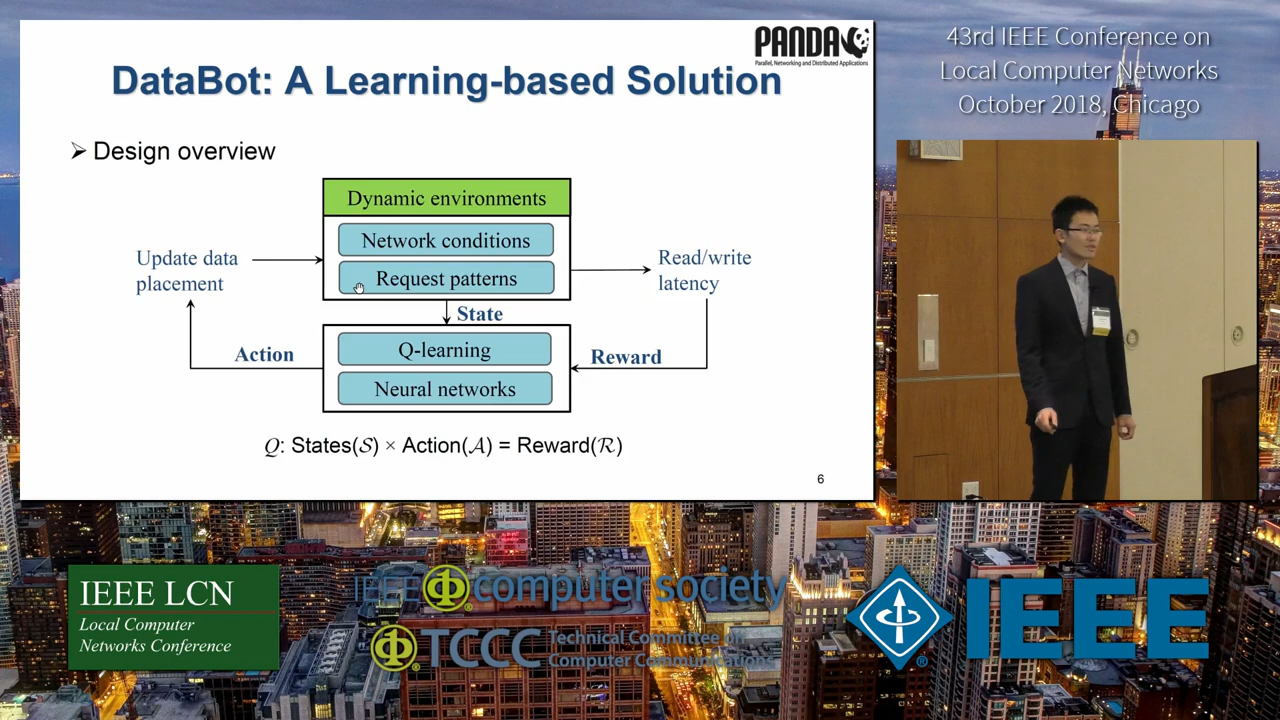 PANDA
Parallel, Networking and Distributed Applications
DataBot: A Learning-based Solution
➢ Design overview
Dynamic environments
Network conditions
Request patterns
Update data
placement
Read/write
latency
State
Q-learning
Neural networks
Action
Reward
Q: States(S) × Action(A) = Reward(R)
6
43rd IEEE Conference on
Local Computer Networks
October 2018, Chicago
IEEE LCN
Local Computer
Networks Conference
IEEE computer society
TCCC Technical Committee on
Computer Communications
IEEE
®